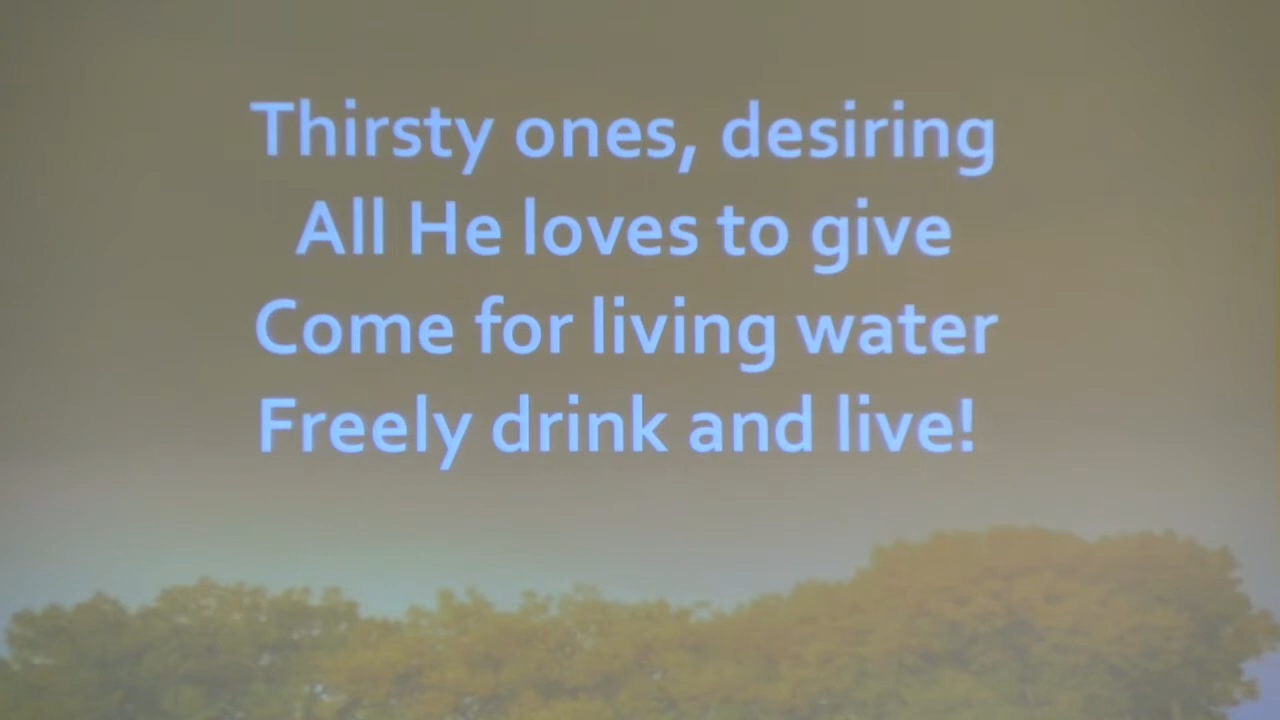 Thirsty ones, desiring
All He loves to give
Come for living water
Freely drink and live!